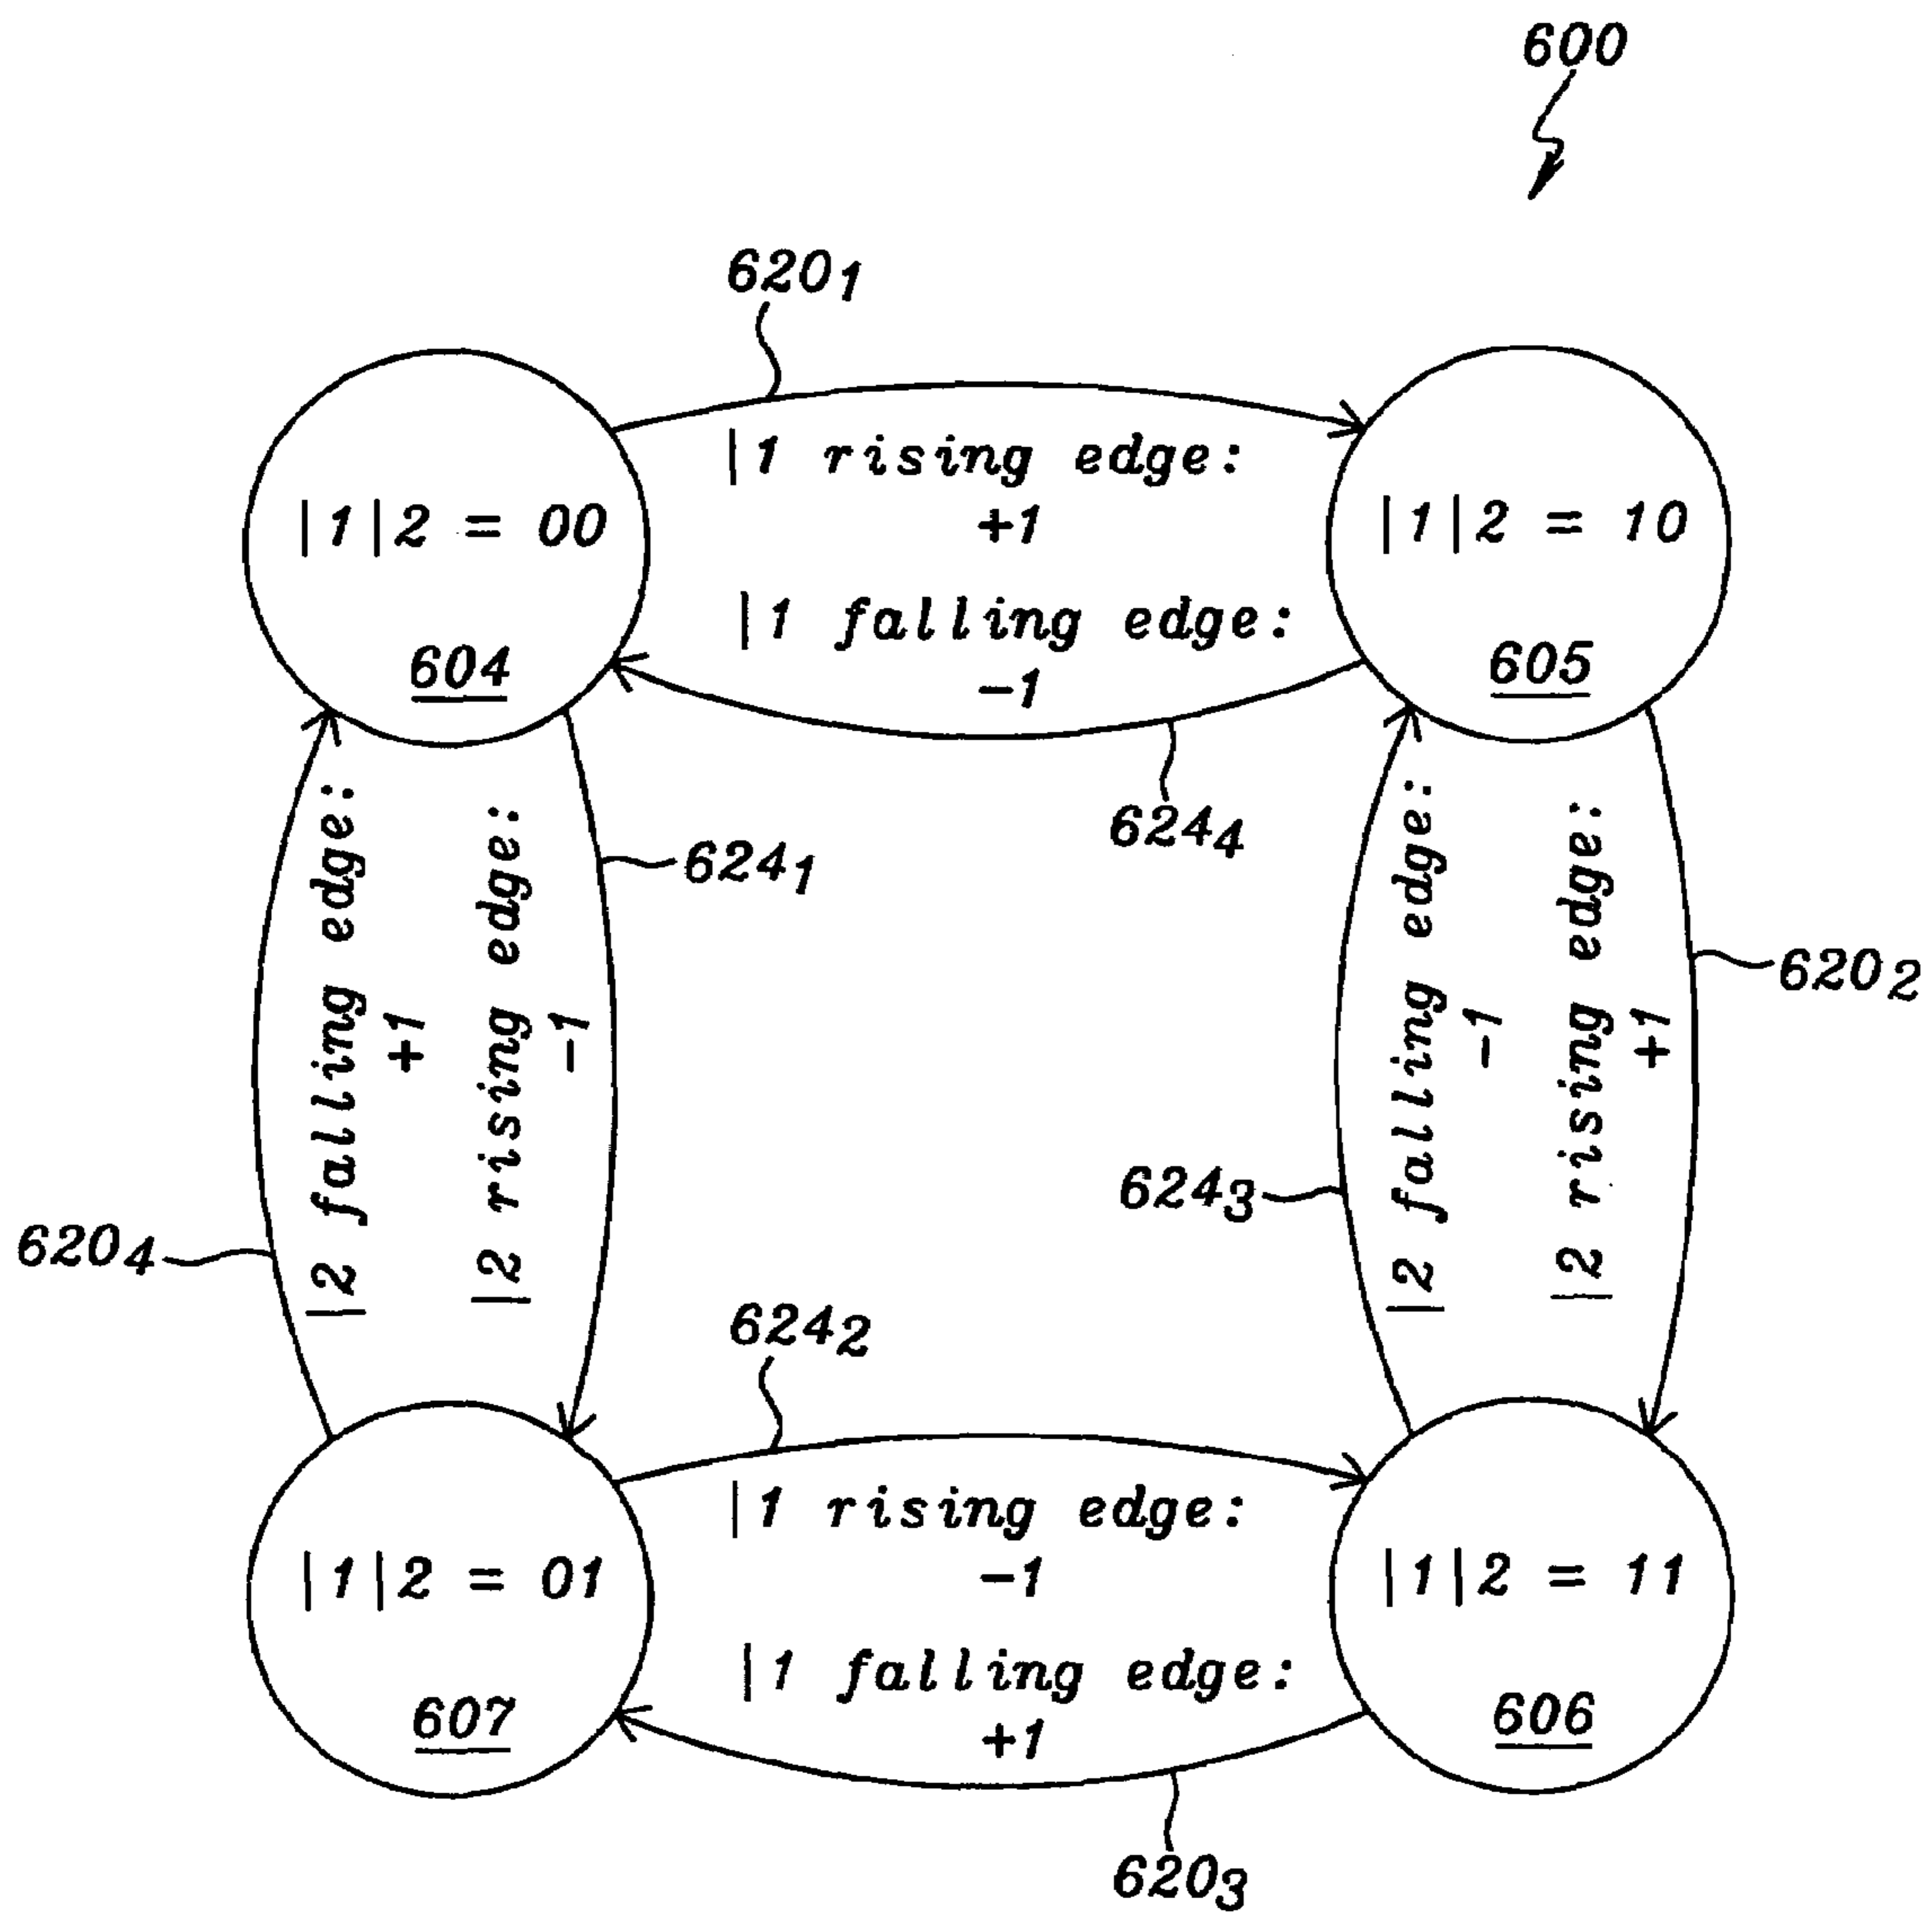 600
620₁
|1 rising edge:
+1
|1|2 = 00
|1|2 = 10
|1 falling edge:
-1
604
605
624₄
624₁
|2 falling edge:
+1
|2 rising edge:
-1
|2 falling edge:
-1
|2 rising edge:
+1
620₂
624₃
620₄
624₂
|1 rising edge:
-1
|1|2 = 01
|1|2 = 11
|1 falling edge:
+1
607
606
620₃